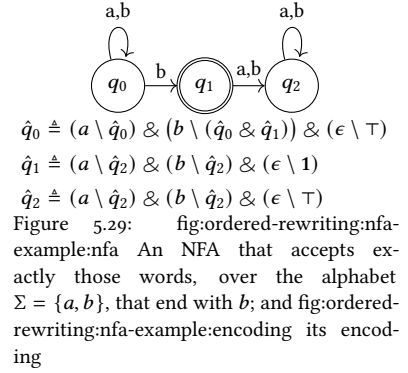 a,b a,b
q₀ b q₁ a,b q₂
q̂₀ ≜ (a \ q̂₀) & (b \ (q̂₀ & q̂₁)) & (ϵ \ ⊤)
q̂₁ ≜ (a \ q̂₂) & (b \ q̂₂) & (ϵ \ 1)
q̂₂ ≜ (a \ q̂₂) & (b \ q̂₂) & (ϵ \ ⊤)
Figure 5.29: fig:ordered-rewriting:nfa-
example:nfa An NFA that accepts ex-
actly those words, over the alphabet
Σ = {a, b}, that end with b; and fig:ordered-
rewriting:nfa-example:encoding its encod-
ing